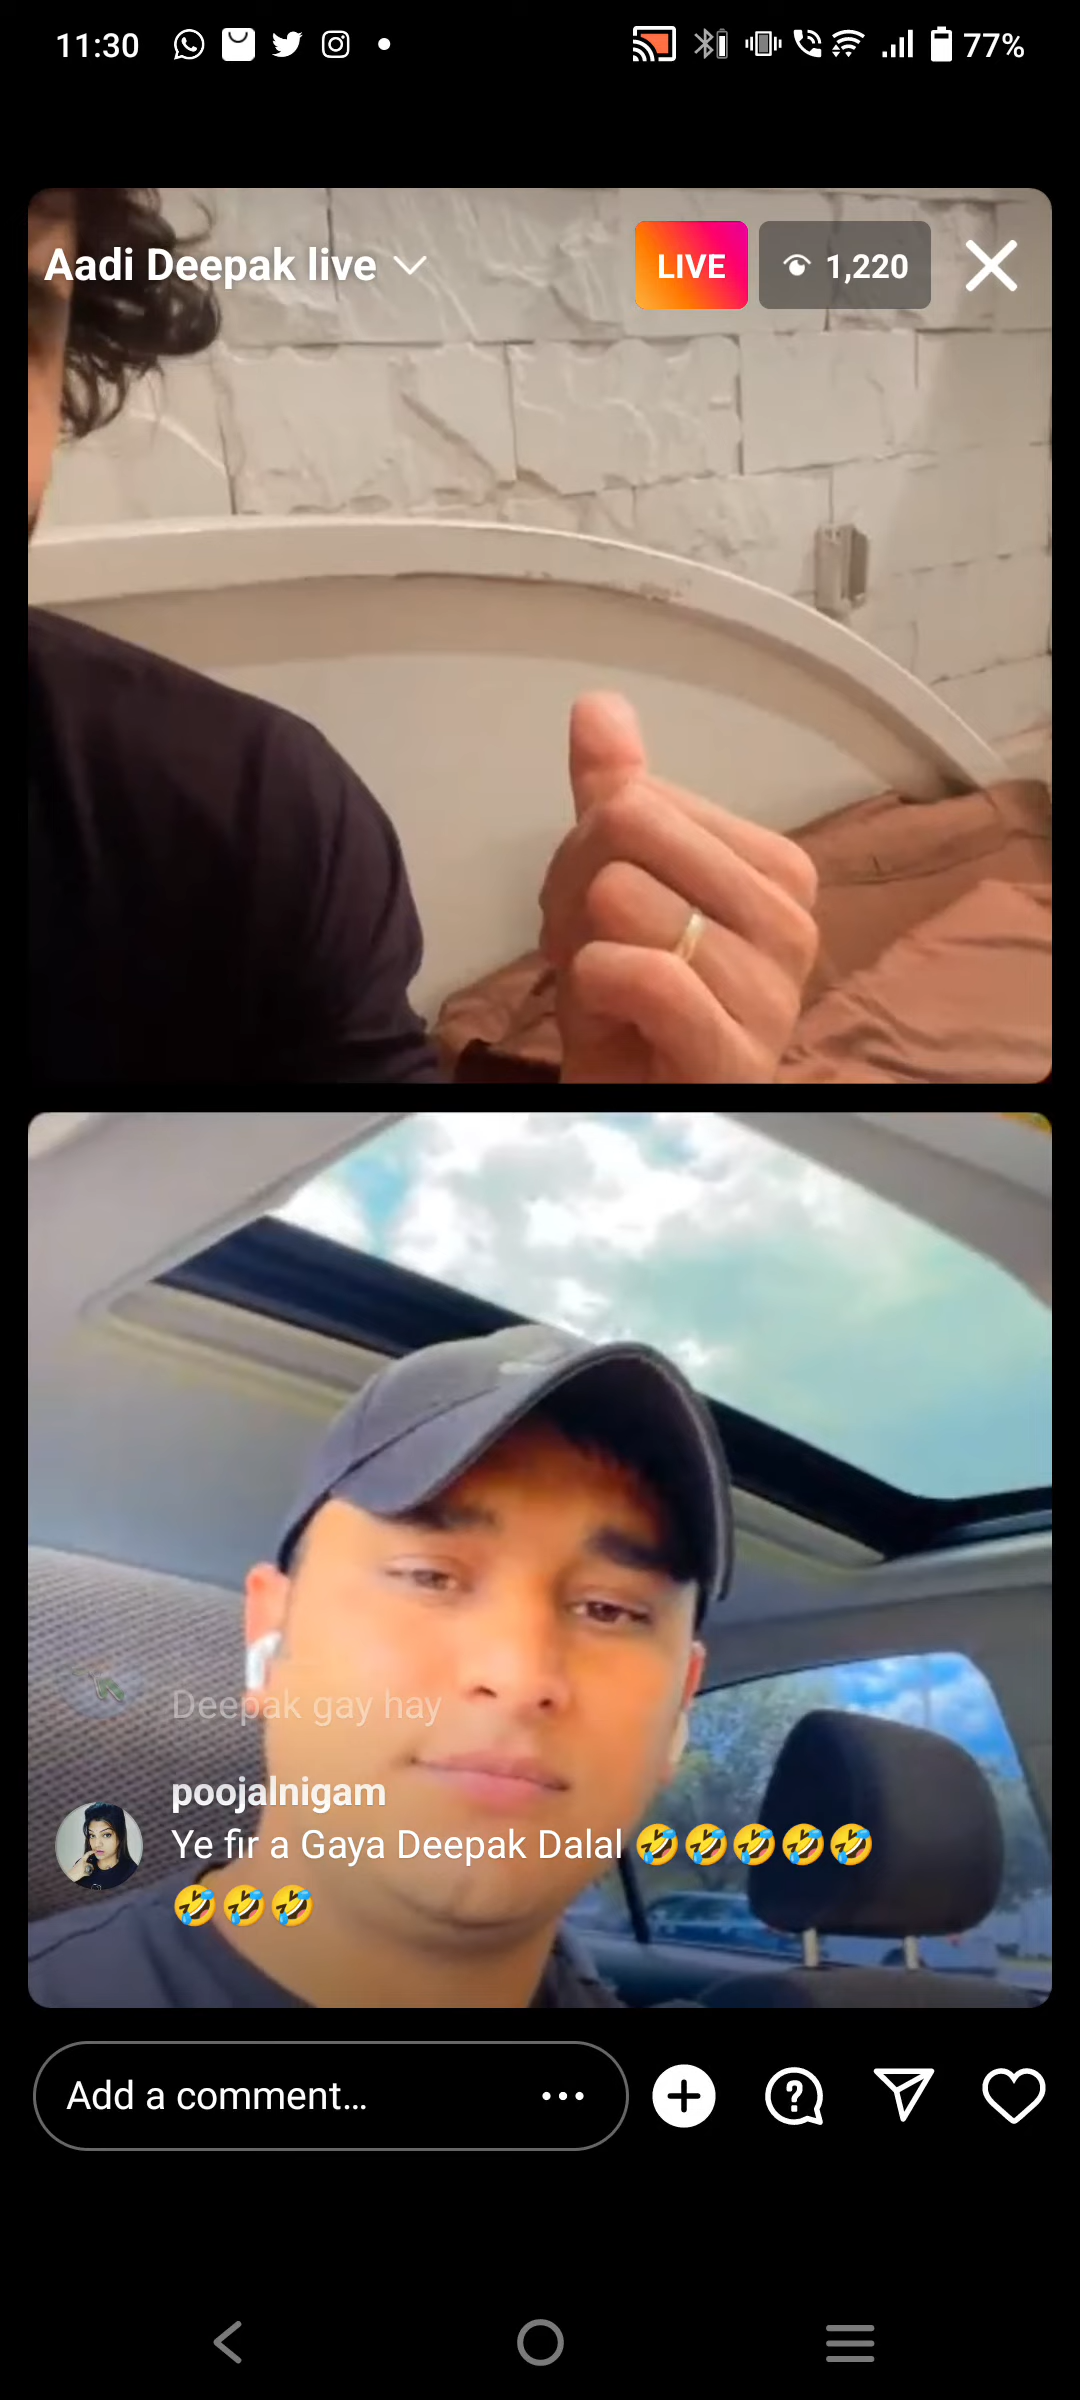 11:30
77%
Aadi Deepak live
LIVE
1,220
Deepak gay hay
poojalnigam
Ye fir a Gaya Deepak Dalal 🤣🤣🤣🤣🤣
🤣🤣🤣
Add a comment...